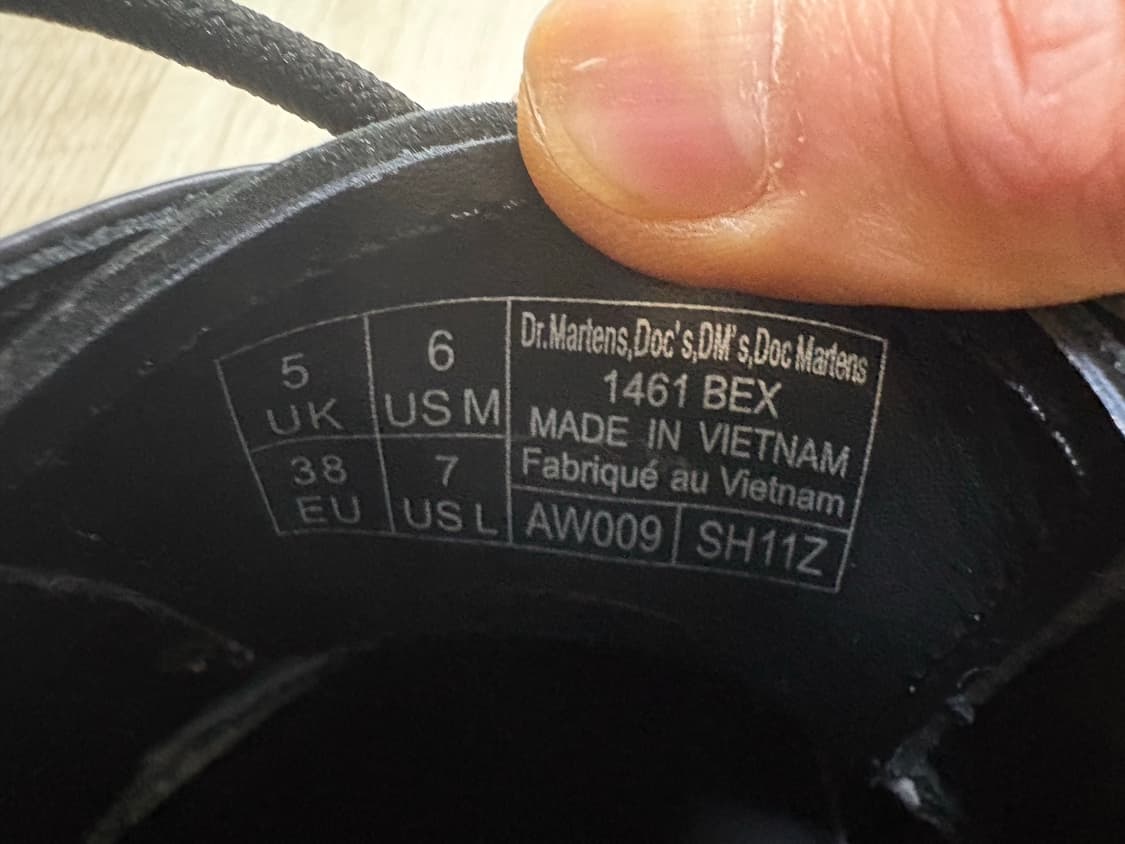 5
UK
6
US M
38
EU
7
US L
Dr.Martens,Doc's,DM's,Doc Martens
1461 BEX
MADE IN VIETNAM
Fabriqué au Vietnam
AW009
SH11Z